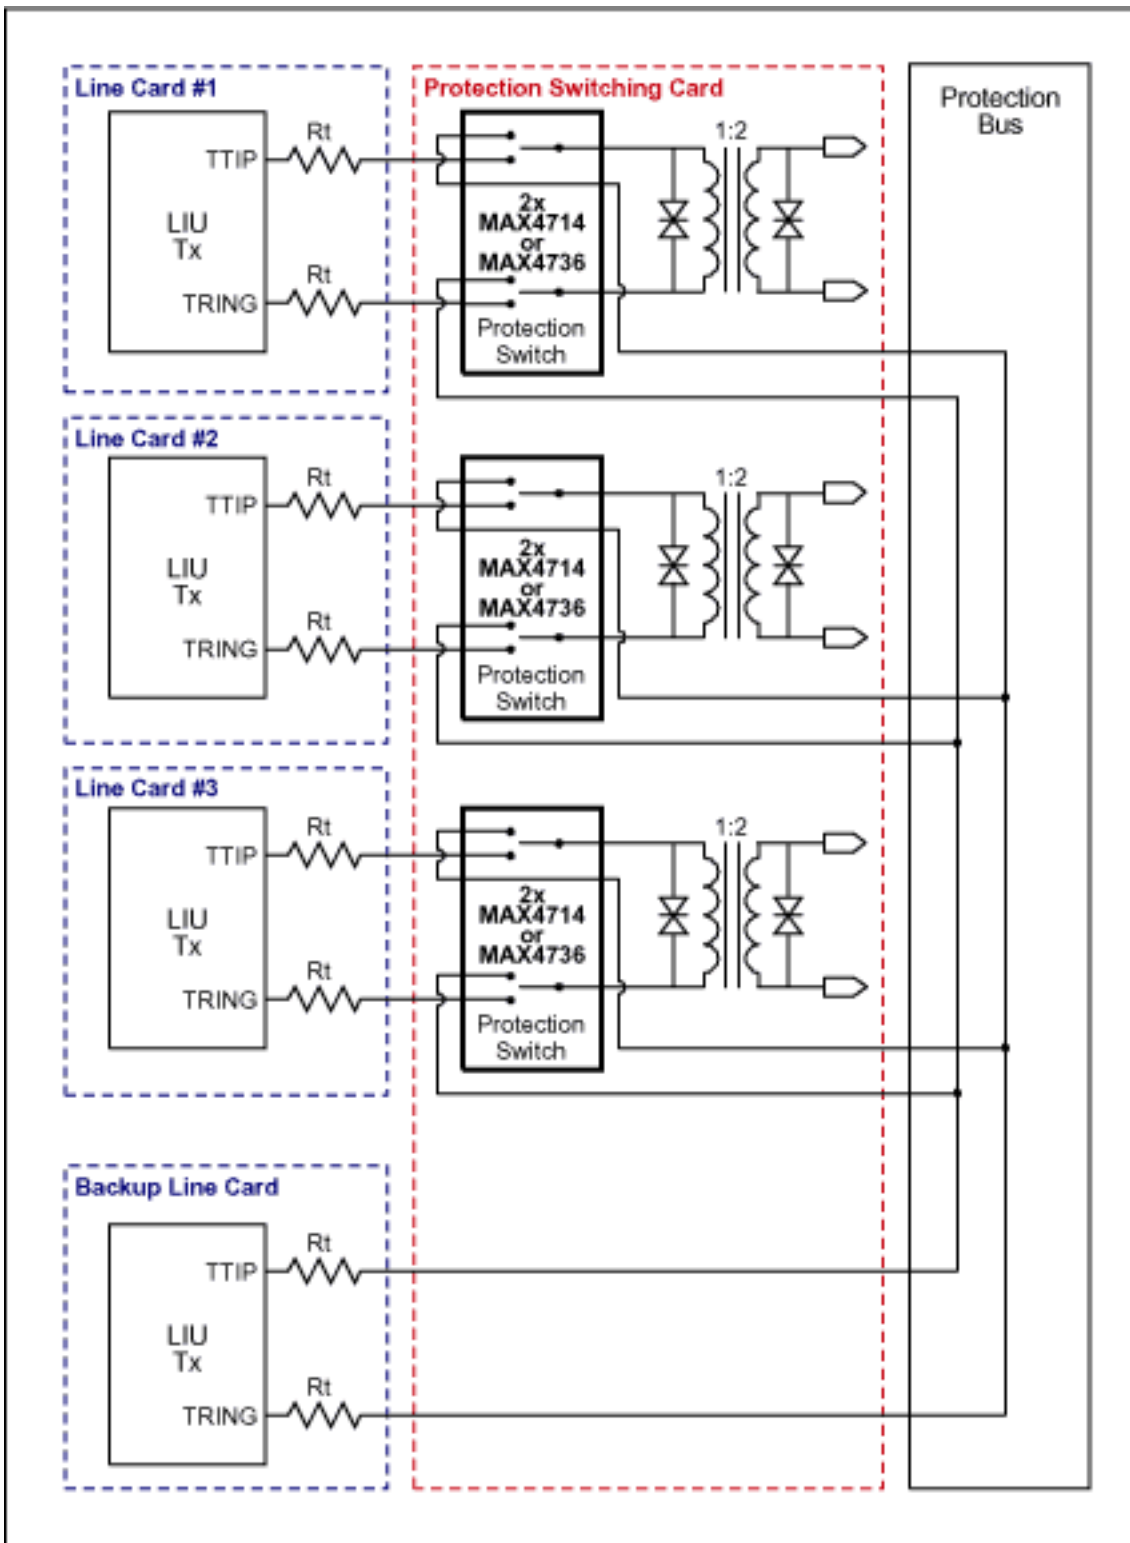 Line Card #1
Protection Switching Card
Protection
Bus
Rt
1:2
TTIP
LIU
Tx
2x
MAX4714
or
MAX4736
Rt
TRING
Protection
Switch
Line Card #2
Rt
1:2
TTIP
LIU
Tx
2x
MAX4714
or
MAX4736
Rt
TRING
Protection
Switch
Line Card #3
Rt
1:2
TTIP
LIU
Tx
2x
MAX4714
or
MAX4736
Rt
TRING
Protection
Switch
Backup Line Card
Rt
TTIP
LIU
Tx
Rt
TRING